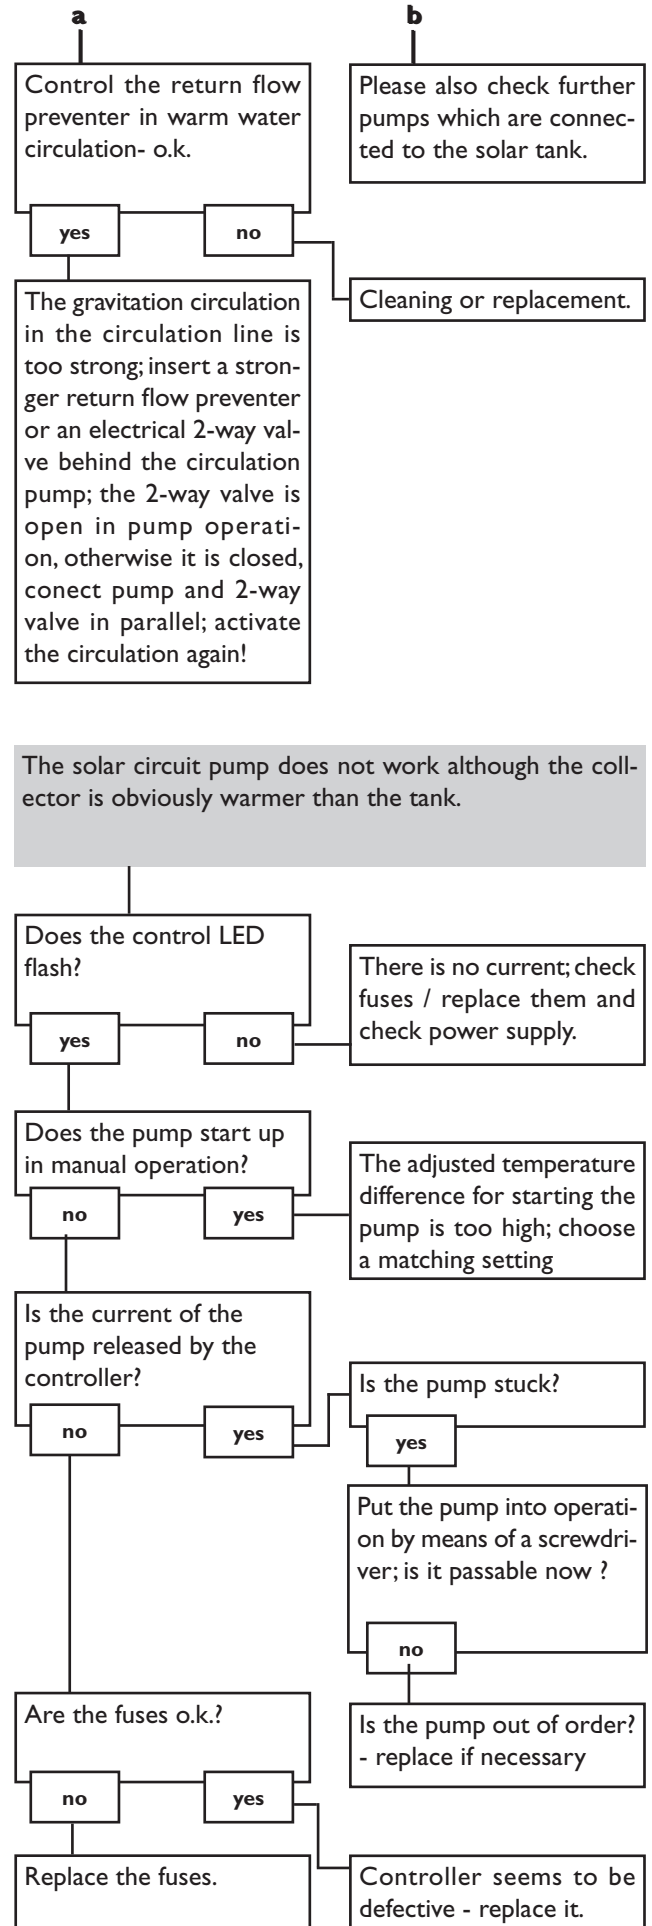 a
b
Control the return flow
preventer in warm water
circulation- o.k.
Please also check further
pumps which are connec-
ted to the solar tank.
yes
no
Cleaning or replacement.
The gravitation circulation
in the circulation line is
too strong; insert a stron-
ger return flow preventer
or an electrical 2-way val-
ve behind the circulation
pump; the 2-way valve is
open in pump operati-
on, otherwise it is closed,
conect pump and 2-way
valve in parallel; activate
the circulation again!
The solar circuit pump does not work although the coll-
ector is obviously warmer than the tank.
Does the control LED
flash?
yes
no
There is no current; check
fuses / replace them and
check power supply.
Does the pump start up
in manual operation?
no
yes
The adjusted temperature
difference for starting the
pump is too high; choose
a matching setting
Is the current of the
pump released by the
controller?
no
yes
Is the pump stuck?
yes
Put the pump into operati-
on by means of a screwdri-
ver; is it passable now ?
no
Is the pump out of order?
- replace if necessary
Are the fuses o.k.?
no
yes
Replace the fuses.
Controller seems to be
defective - replace it.